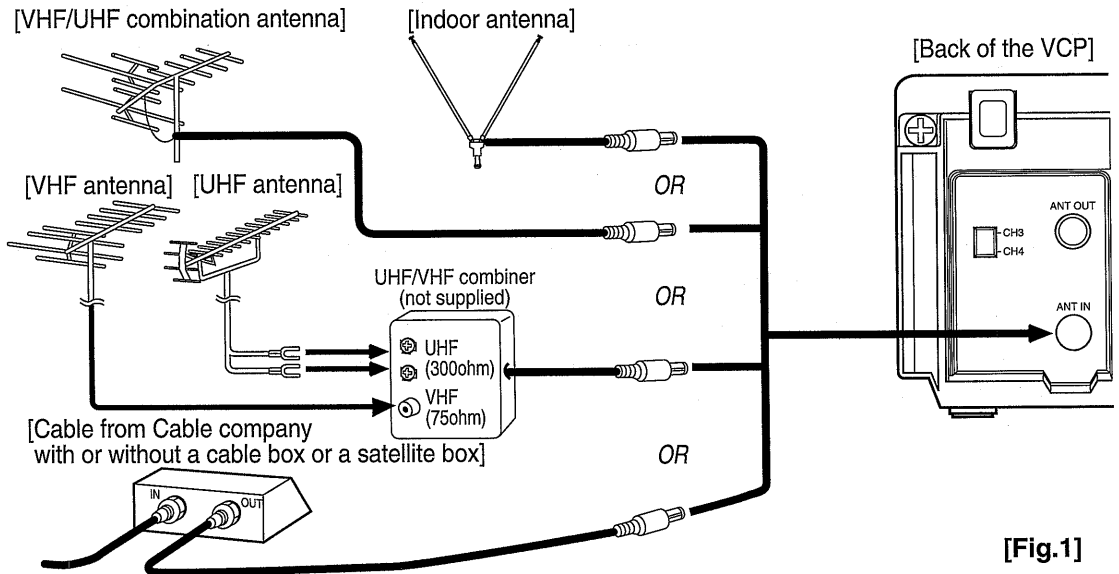 [VHF/UHF combination antenna]
[Indoor antenna]
[Back of the VCP]
OR
[VHF antenna]
[UHF antenna]
ANT OUT
CH3
CH4
UHF/VHF combiner
(not supplied)
OR
ANT IN
UHF
(300ohm)
VHF
(75ohm)
[Cable from Cable company
with or without a cable box or a satellite box]
OR
IN
OUT
[Fig.1]